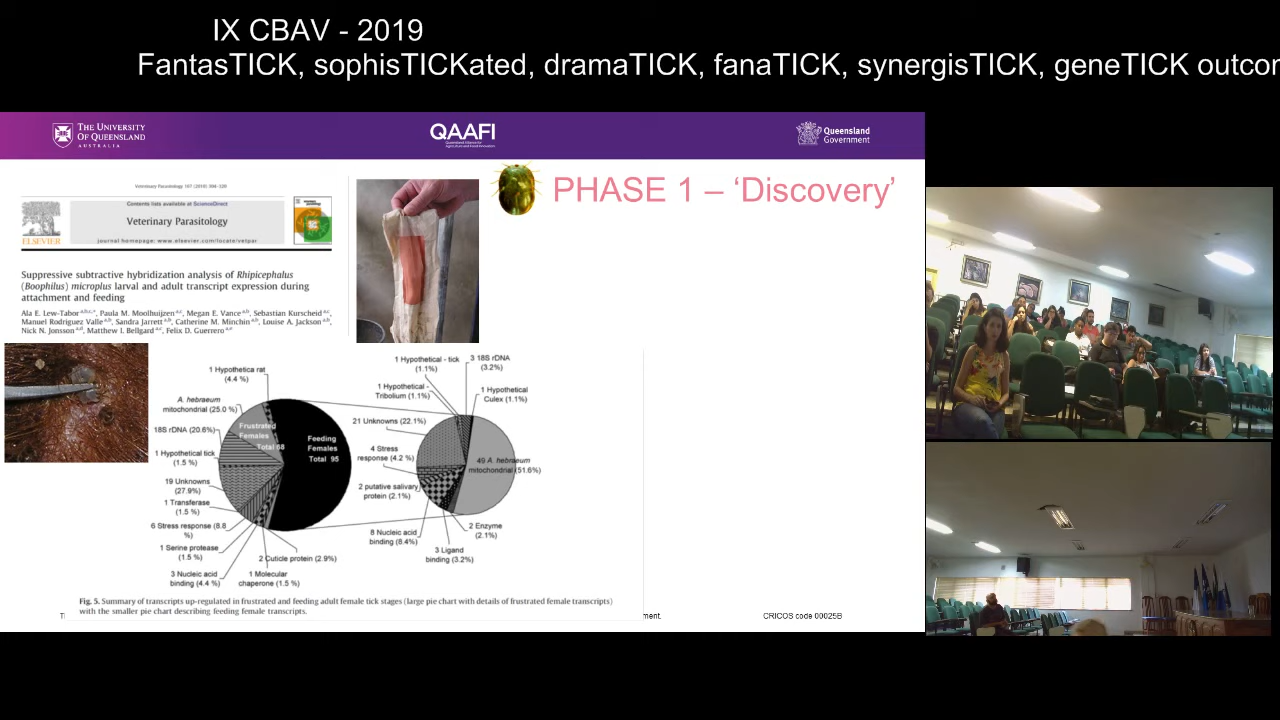 IX CBAV - 2019
FantasTICK, sophisTICKated, dramaTICK, fanaTICK, synergisTICK, geneTICK outcor
THE UNIVERSITY
OF QUEENSLAND
AUSTRALIA
QAAFI
Queensland Alliance for
Agriculture and Food Innovation
Queensland
Government
PHASE 1 – ‘Discovery’
Contents lists available at ScienceDirect
Veterinary Parasitology
journal homepage: www.elsevier.com/locate/vetpar
ELSEVIER
Suppressive subtractive hybridization analysis of Rhipicephalus
(Boophilus) microplus larval and adult transcript expression during
attachment and feeding
Ala E. Lew-Tabor, Paula M. Moolhuijzen, Megan E. Vance, Sebastian Kurscheid,
Manuel Rodriguez Valle, Sandra Jarrett, Catherine M. Minchin, Louise A. Jackson,
Nick N. Jonsson, Matthew I. Bellgard, Felix D. Guerrero
1 Hypothetica rat
(4.4 %)
A. hebraeum
mitochondrial (25.0 %)
18S rDNA (20.6%)
1 Hypothetical tick
(1.5 %)
19 Unknowns
(27.9%)
1 Transferase
(1.5 %)
6 Stress response (8.8
%)
1 Serine protease
(1.5 %)
3 Nucleic acid
binding (4.4 %)
1 Molecular
chaperone (1.5 %)
2 Cuticle protein (2.9%)
Frustrated
Females
Total 68
Feeding
Females
Total 95
1 Hypothetical - tick
(1.1%)
3 18S rDNA
(3.2%)
1 Hypothetical -
Tribolium (1.1%)
1 Hypothetical
Culex (1.1%)
21 Unknowns (22.1%)
4 Stress
response (4.2 %)
49 A. hebraeum
mitochondrial (51.6%)
2 putative salivary
protein (2.1%)
8 Nucleic acid
binding (8.4%)
3 Ligand
binding (3.2%)
2 Enzyme
(2.1%)
Fig. 5. Summary of transcripts up-regulated in frustrated and feeding adult female tick stages (large pie chart with details of frustrated female transcripts)
with the smaller pie chart describing feeding female transcripts.
ment.
CRICOS code 00025B